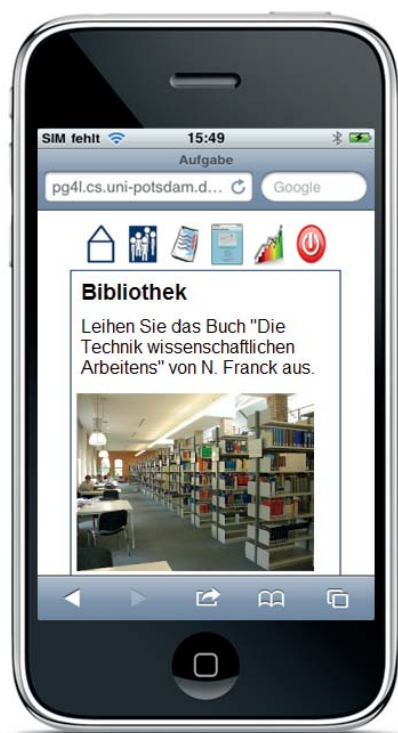 SIM fehlt 15:49
Aufgabe
pg4l.cs.uni-potsdam.d... Google
Bibliothek
Leihen Sie das Buch "Die
Technik wissenschaftlichen
Arbeitens" von N. Franck aus.